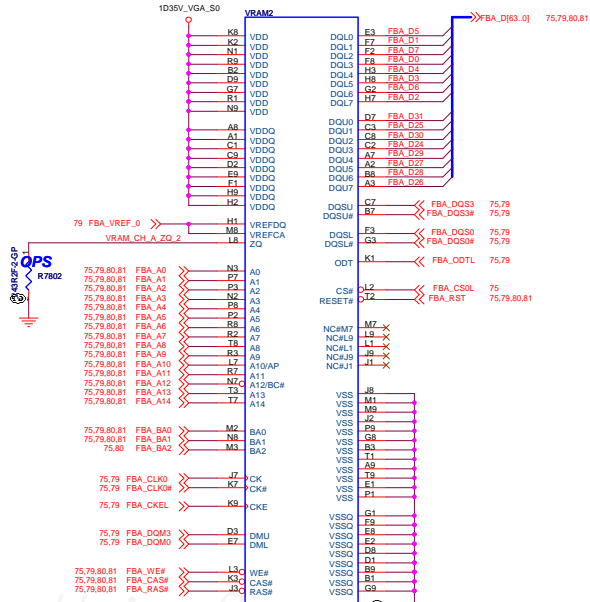 1D35V_VGA_S0
VRAM2
FBA_D[63..0] 75,79,80,81
K8 VDD
K2 VDD
N1 VDD
R9 VDD
B2 VDD
D9 VDD
G7 VDD
R1 VDD
N9 VDD
A8 VDDQ
A1 VDDQ
C1 VDDQ
C9 VDDQ
D2 VDDQ
E9 VDDQ
F1 VDDQ
H9 VDDQ
H2 VDDQ
79 FBA_VREF_0 H1 VREFDQ
M8 VREFCA
VRAM_CH_A_ZQ_2 L8 ZQ
OPS
R7802
75,79,80,81 FBA_A0 N3 A0
75,79,80,81 FBA_A1 P7 A1
75,79,80,81 FBA_A2 P3 A2
75,79,80,81 FBA_A3 N2 A3
75,79,80,81 FBA_A4 P8 A4
75,79,80,81 FBA_A5 P2 A5
75,79,80,81 FBA_A6 R8 A6
75,79,80,81 FBA_A7 R2 A7
75,79,80,81 FBA_A8 T8 A8
75,79,80,81 FBA_A9 R3 A9
75,79,80,81 FBA_A10 L7 A10/AP
75,79,80,81 FBA_A11 R7 A11
75,79,80,81 FBA_A12 N7 A12/BC#
75,79,80,81 FBA_A13 T3 A13
75,79,80,81 FBA_A14 T7 A14
75,79,80,81 FBA_BA0 M2 BA0
75,79,80,81 FBA_BA1 N8 BA1
75,80 FBA_BA2 M3 BA2
75,79 FBA_CLK0 J7 CK
75,79 FBA_CLK0# K7 CK#
75,79 FBA_CKEL K9 CKE
75,79 FBA_DQM3 D3 DMU
75,79 FBA_DQM0 E7 DML
75,79,80,81 FBA_WE# L3 WE#
75,79,80,81 FBA_CAS# K3 CAS#
75,79,80,81 FBA_RAS# J3 RAS#
DQL0 E3 FBA_D5
DQL1 F7 FBA_D1
DQL2 F2 FBA_D7
DQL3 F8 FBA_D0
DQL4 H3 FBA_D4
DQL5 H8 FBA_D3
DQL6 G2 FBA_D6
DQL7 H7 FBA_D2
DQU0 D7 FBA_D31
DQU1 C3 FBA_D25
DQU2 C8 FBA_D30
DQU3 C2 FBA_D24
DQU4 A7 FBA_D29
DQU5 A2 FBA_D27
DQU6 B8 FBA_D28
DQU7 A3 FBA_D26
DQSU C7 FBA_DQS3 75,79
DQSU# B7 FBA_DQS3# 75,79
DQSL F3 FBA_DQS0 75,79
DQSL# G3 FBA_DQS0# 75,79
ODT K1 FBA_ODTL 75,79
CS# L2 FBA_CS0L 75
RESET# T2 FBA_RST 75,79,80,81
NC#M7 M7
NC#L9 L9
NC#L1 L1
NC#J9 J9
NC#J1 J1
VSS J8
VSS M1
VSS M9
VSS J2
VSS P9
VSS G8
VSS B3
VSS T1
VSS A9
VSS T9
VSS E1
VSS P1
VSSQ G1
VSSQ F9
VSSQ E8
VSSQ E2
VSSQ D8
VSSQ D1
VSSQ B9
VSSQ B1
VSSQ G9